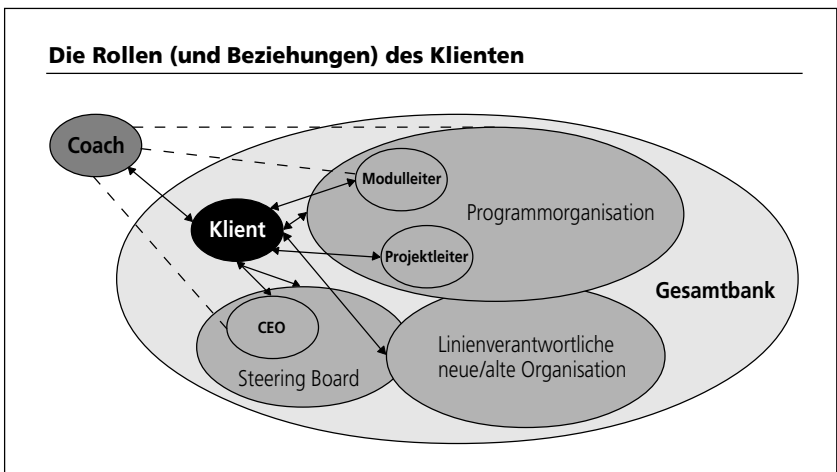 Die Rollen (und Beziehungen) des Klienten
Coach
Modulleiter
Klient
Programmorganisation
Projektleiter
Gesamtbank
CEO
Linienverantwortliche
neue/alte Organisation
Steering Board